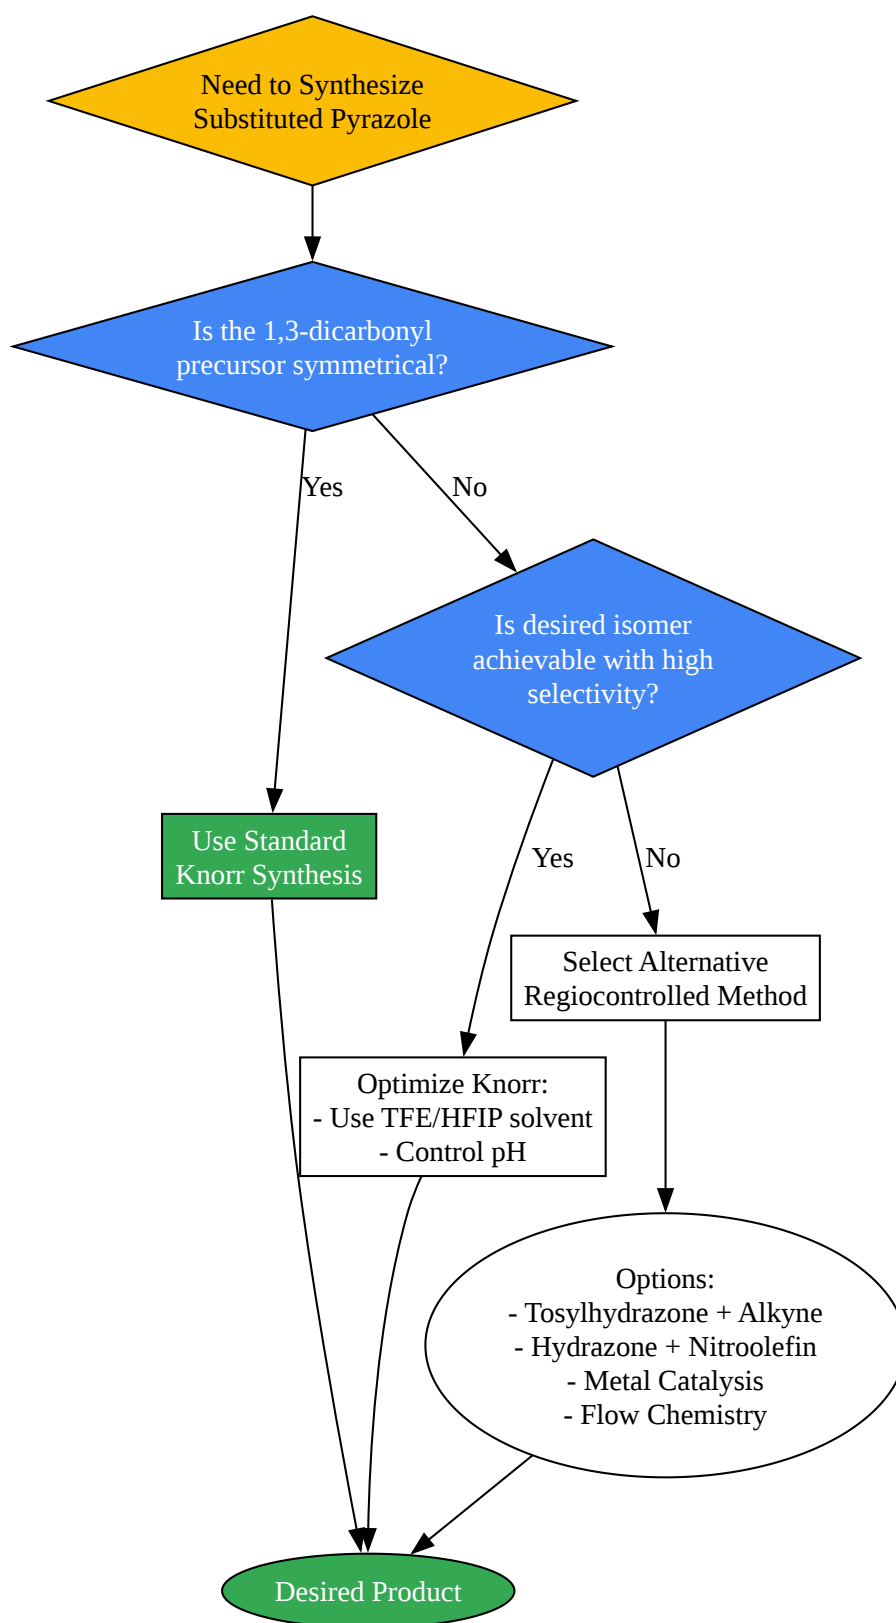 Need to Synthesize
Substituted Pyrazole
Is the 1,3-dicarbonyl
precursor symmetrical?
Yes
No
Is desired isomer
achievable with high
selectivity?
Use Standard
Knorr Synthesis
Yes
No
Select Alternative
Regiocontrolled Method
Optimize Knorr:
- Use TFE/HFIP solvent
- Control pH
Options:
- Tosylhydrazone + Alkyne
- Hydrazone + Nitroolefin
- Metal Catalysis
- Flow Chemistry
Desired Product